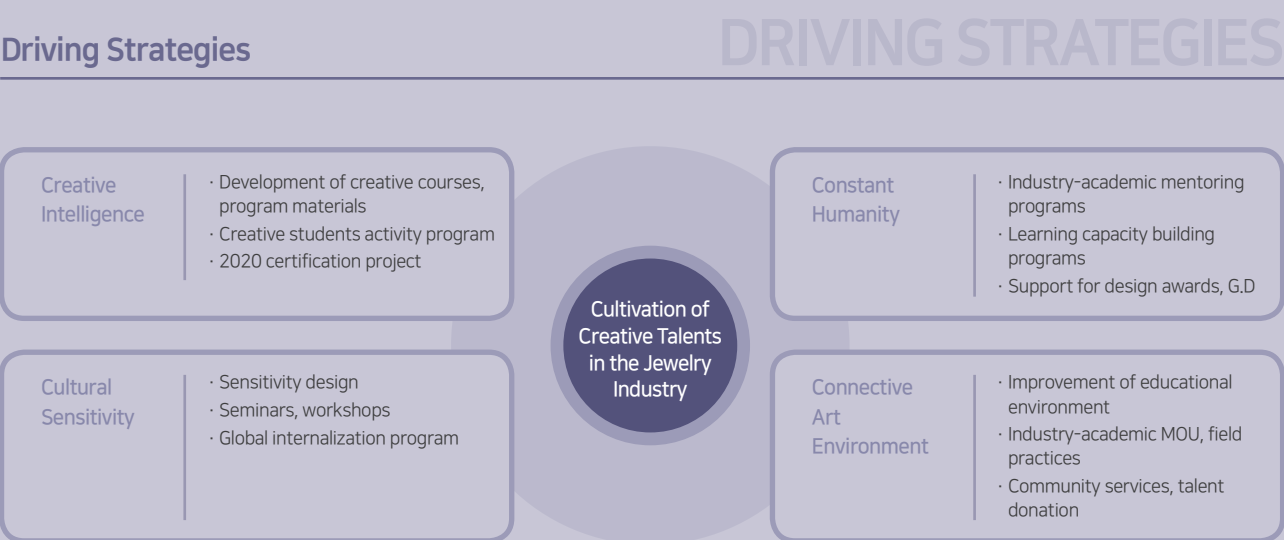 Driving Strategies
DRIVING STRATEGIES
Creative
Intelligence
· Development of creative courses,
program materials
· Creative students activity program
· 2020 certification project
Constant
Humanity
· Industry-academic mentoring
programs
· Learning capacity building
programs
· Support for design awards, G.D
Cultivation of
Creative Talents
in the Jewelry
Industry
Cultural
Sensitivity
· Sensitivity design
· Seminars, workshops
· Global internalization program
Connective
Art
Environment
· Improvement of educational
environment
· Industry-academic MOU, field
practices
· Community services, talent
donation